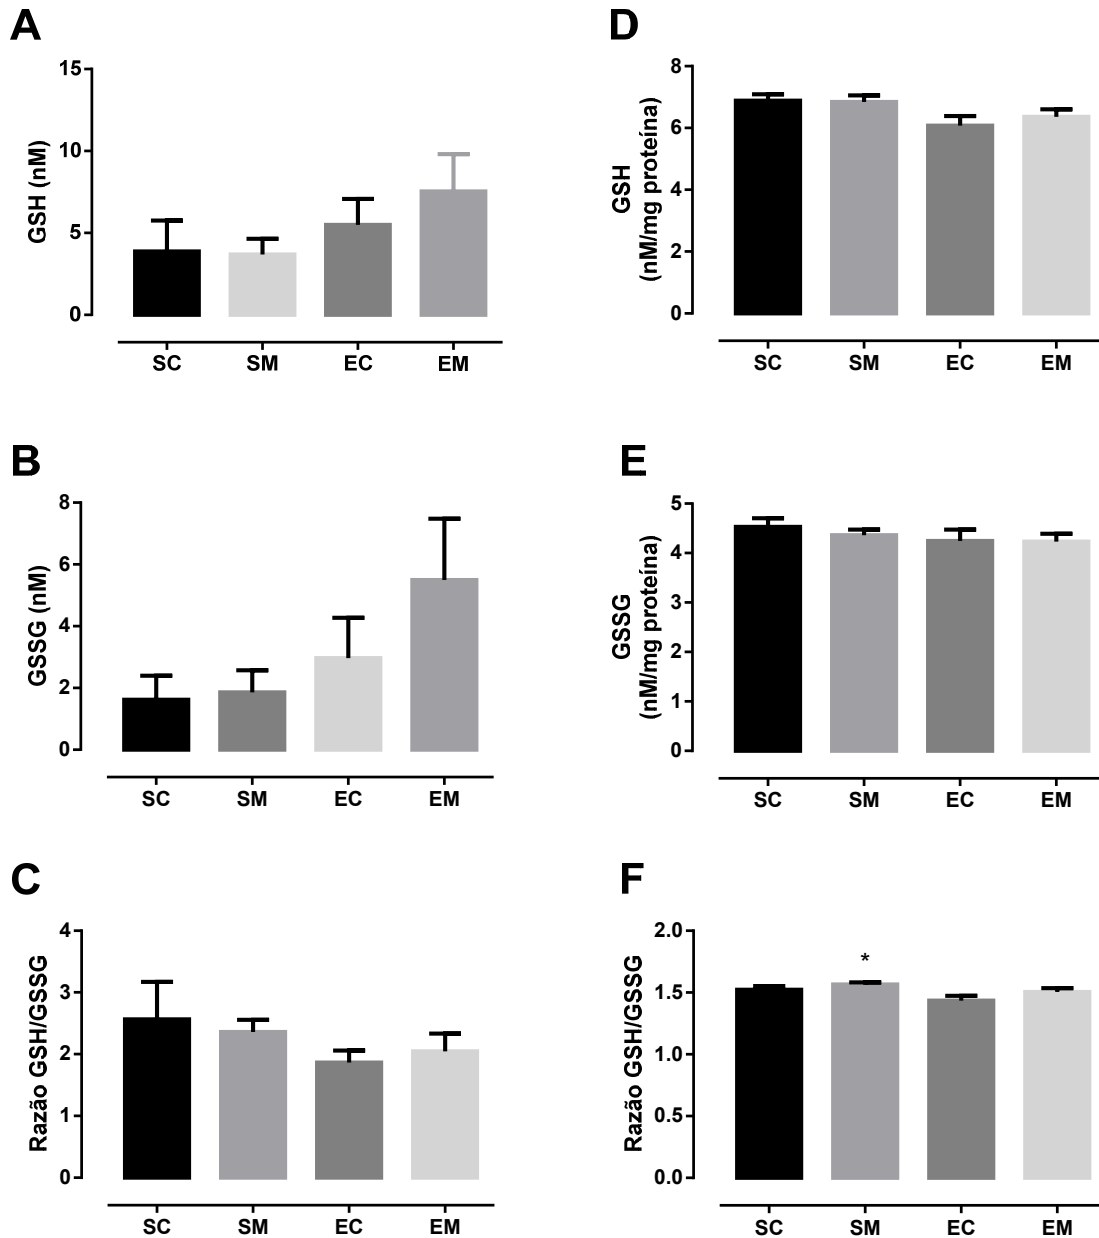 A
GSH (nM)
15
10
5
0
SC SM EC EM
D
GSH
(nM/mg proteína)
8
6
4
2
0
SC SM EC EM
B
GSSG (nM)
8
6
4
2
0
SC SM EC EM
E
GSSG
(nM/mg proteína)
5
4
3
2
1
0
SC SM EC EM
C
Razão GSH/GSSG
4
3
2
1
0
SC SM EC EM
F
Razão GSH/GSSG
2.0
1.5
1.0
0.5
0.0
*
SC SM EC EM